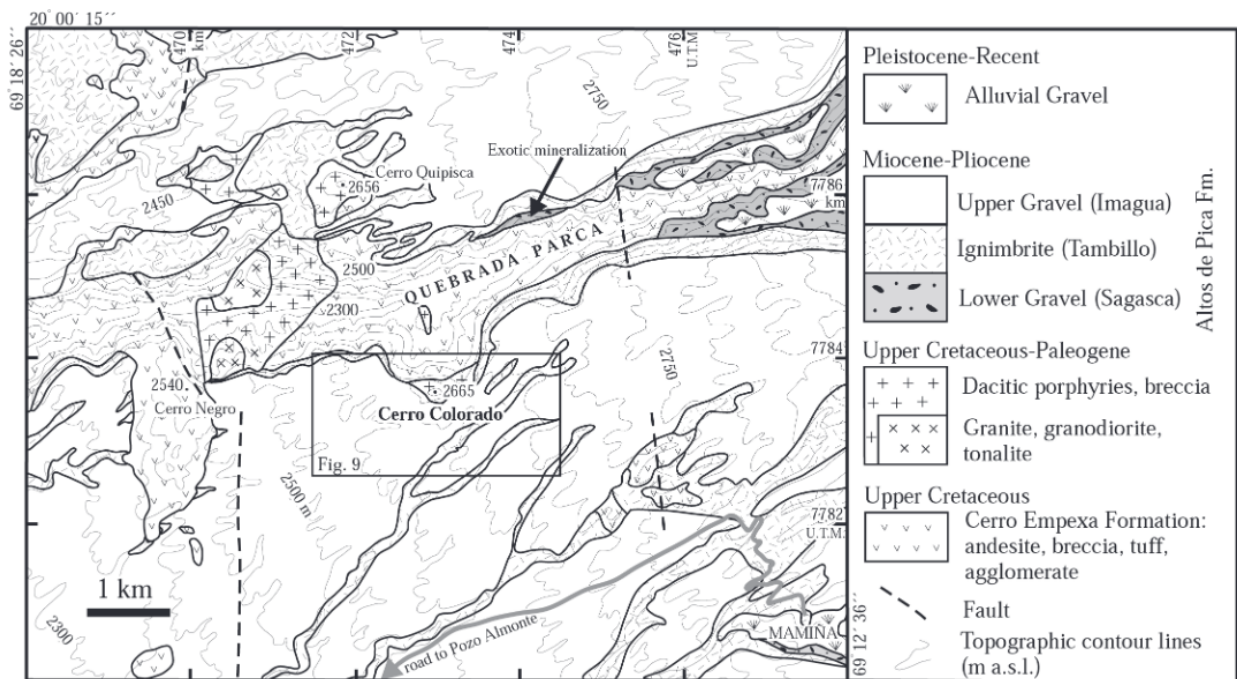 20° 00′ 15″
69° 18′ 26″
470
km
472
474
476
U.T.M.
2750
Exotic mineralization
Cerro Quipisca
2656
2450
7786
km
QUEBRADA PARCA
2500
2300
7784
2750
2540
Cerro Negro
2665
Cerro Colorado
Fig. 9
2500 m
7782
U.T.M.
1 km
2300
road to Pozo Almonte
MAMIÑA
69° 12′ 36″
Pleistocene-Recent
Alluvial Gravel
Miocene-Pliocene
Upper Gravel (Imagua)
Ignimbrite (Tambillo)
Lower Gravel (Sagasca)
Altos de Pica Fm.
Upper Cretaceous-Paleogene
Dacitic porphyries, breccia
Granite, granodiorite,
tonalite
Upper Cretaceous
Cerro Empexa Formation:
andesite, breccia, tuff,
agglomerate
Fault
Topographic contour lines
(m a.s.l.)